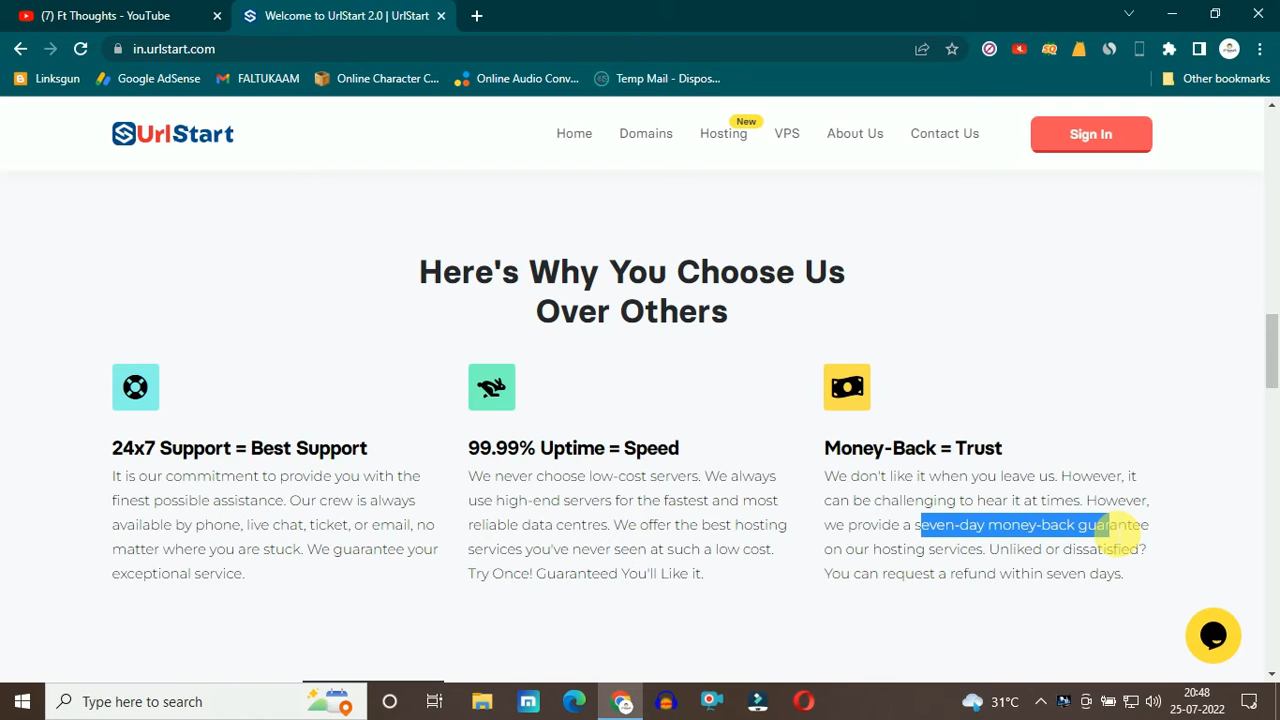 (7) Ft Thoughts - YouTube
Welcome to UrlStart 2.0 | UrlStart
in.urlstart.com
Linksgun
Google AdSense
FALTUKAAM
Online Character C...
Online Audio Conv...
Temp Mail - Dispos...
Other bookmarks
UrlStart
Home
Domains
Hosting
New
VPS
About Us
Contact Us
Sign In
Here's Why You Choose Us
Over Others
24x7 Support = Best Support
It is our commitment to provide you with the
finest possible assistance. Our crew is always
available by phone, live chat, ticket, or email, no
matter where you are stuck. We guarantee your
exceptional service.
99.99% Uptime = Speed
We never choose low-cost servers. We always
use high-end servers for the fastest and most
reliable data centres. We offer the best hosting
services you've never seen at such a low cost.
Try Once! Guaranteed You'll Like it.
Money-Back = Trust
We don't like it when you leave us. However, it
can be challenging to hear it at times. However,
we provide a seven-day money-back guarantee
on our hosting services. Unliked or dissatisfied?
You can request a refund within seven days.
Type here to search
31°C
20:48
25-07-2022